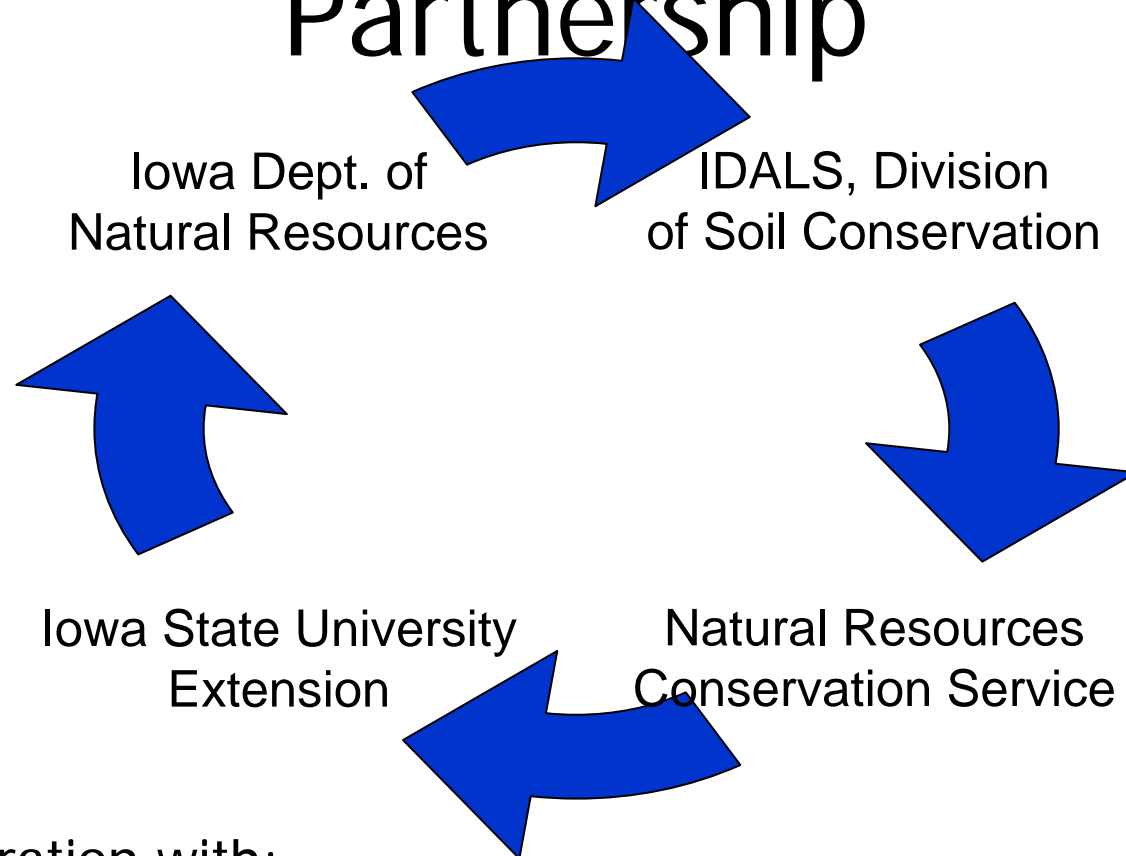 Partnership
Iowa Dept. of
Natural Resources
IDALS, Division
of Soil Conservation
Iowa State University
Extension
Natural Resources
Conservation Service
with: